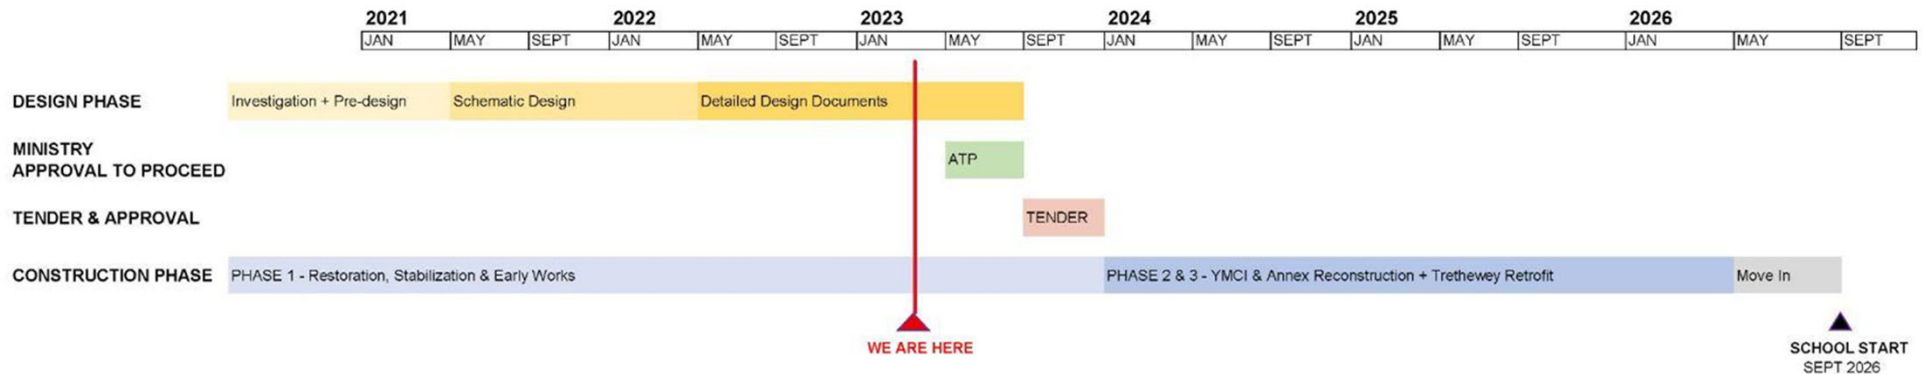 2021 2022 2023 2024 2025 2026
JAN MAY SEPT JAN MAY SEPT JAN MAY SEPT JAN MAY SEPT JAN MAY SEPT JAN MAY SEPT
DESIGN PHASE Investigation + Pre-design Schematic Design Detailed Design Documents
MINISTRY
APPROVAL TO PROCEED
ATP
TENDER & APPROVAL TENDER
CONSTRUCTION PHASE PHASE 1 - Restoration, Stabilization & Early Works PHASE 2 & 3 - YMCI & Annex Reconstruction + Trethewey Retrofit Move In
WE ARE HERE
SCHOOL START
SEPT 2026